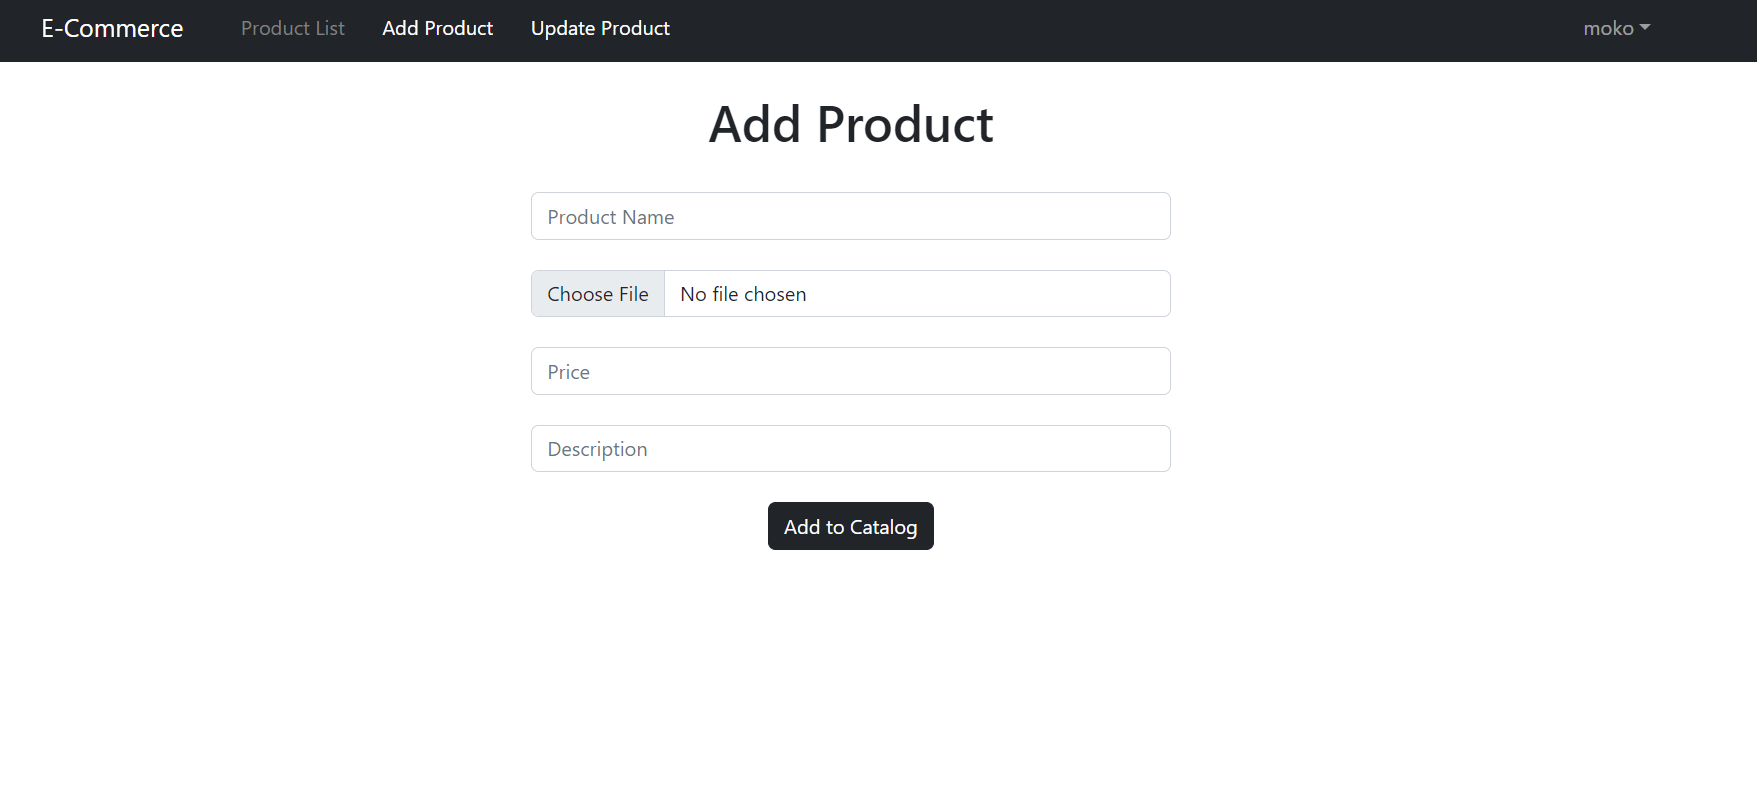 E-Commerce Product List Add Product Update Product moko
Add Product
Product Name
Choose File No file chosen
Price
Description
Add to Catalog